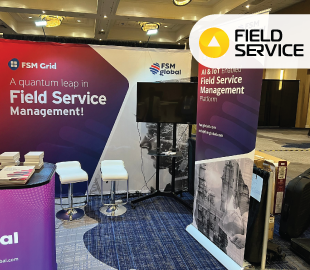 FSM Grid
A quantum leap in
Field Service
Management!
FSM
global
FIELD
SERVICE
AI & IoT Enabled
Field Service
Management
Platform